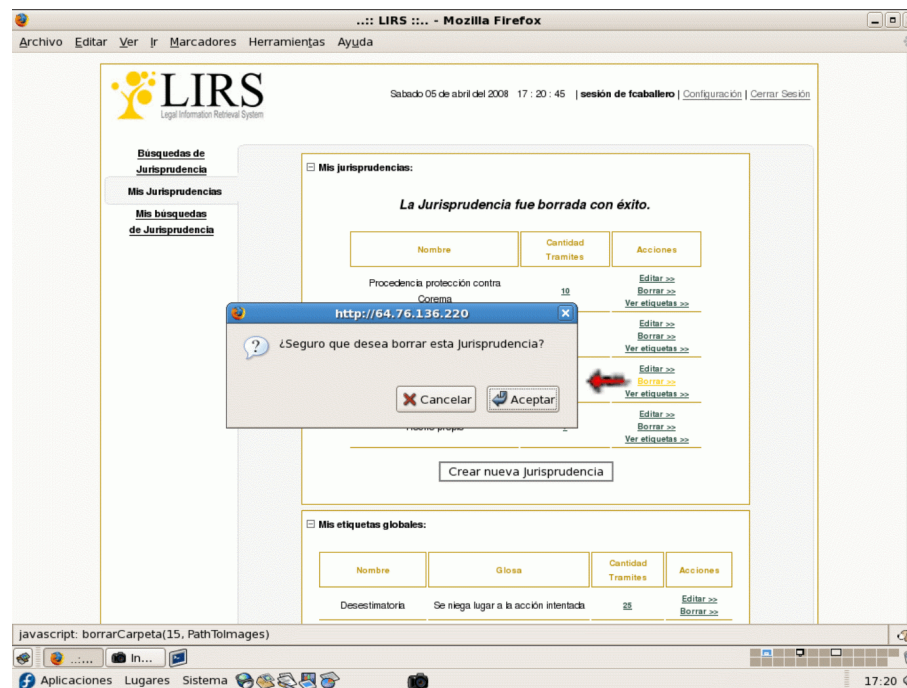 ..:: LIRS ::.. - Mozilla Firefox
Archivo Editar Ver Ir Marcadores Herramientas Ayuda
LIRS
Legal Information Retrieval System
Sabado 05 de abril del 2008 17 : 20 : 45 | sesión de fcaballero | Configuración | Cerrar Sesión
Búsquedas de
Jurisprudencia
Mis Jurisprudencias
Mis búsquedas
de Jurisprudencia
Mis jurisprudencias:
La Jurisprudencia fue borrada con éxito.
Nombre
Cantidad
Tramites
Acciones
Procedencia protección contra
Corema
10
Editar >>
Borrar >>
Ver etiquetas >>
Editar >>
Borrar >>
Ver etiquetas >>
Editar >>
Borrar >>
Ver etiquetas >>
propio
Editar >>
Borrar >>
Ver etiquetas >>
http://64.76.136.220
¿Seguro que desea borrar esta Jurisprudencia?
Cancelar
Aceptar
Crear nueva Jurisprudencia
Mis etiquetas globales:
Nombre
Glosa
Cantidad
Tramites
Acciones
Desestimatoria
Se niega lugar a la acción intentada
28
Editar >>
Borrar >>
javascript: borrarCarpeta(15, PathToImages)
..:...
In...
Aplicaciones Lugares Sistema
17:20